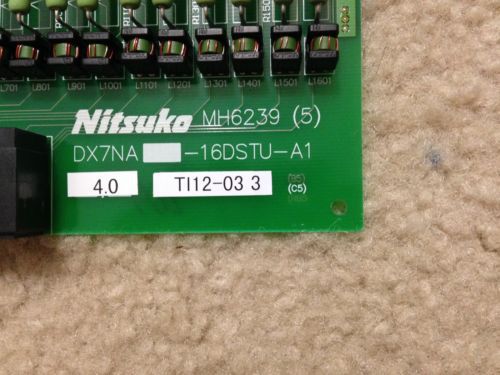 L701 L801 L901 L1001 L1101 L1201 L1301 L1401 L1501 L1601
Nitsuko MH6239 (5)
DX7NA -16DSTU-A1
4.0 TI12-03 3
(B5)
(C5)